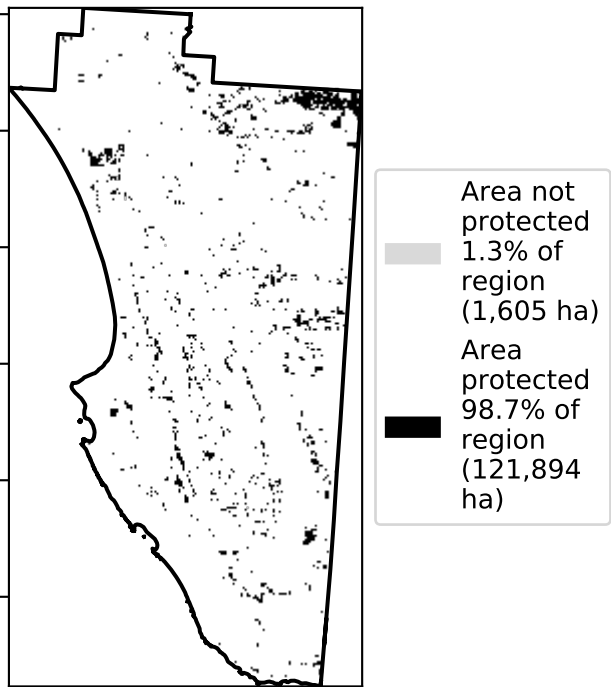 Area not
protected
1.3% of
region
(1,605 ha)
Area
protected
98.7% of
region
(121,894
ha)